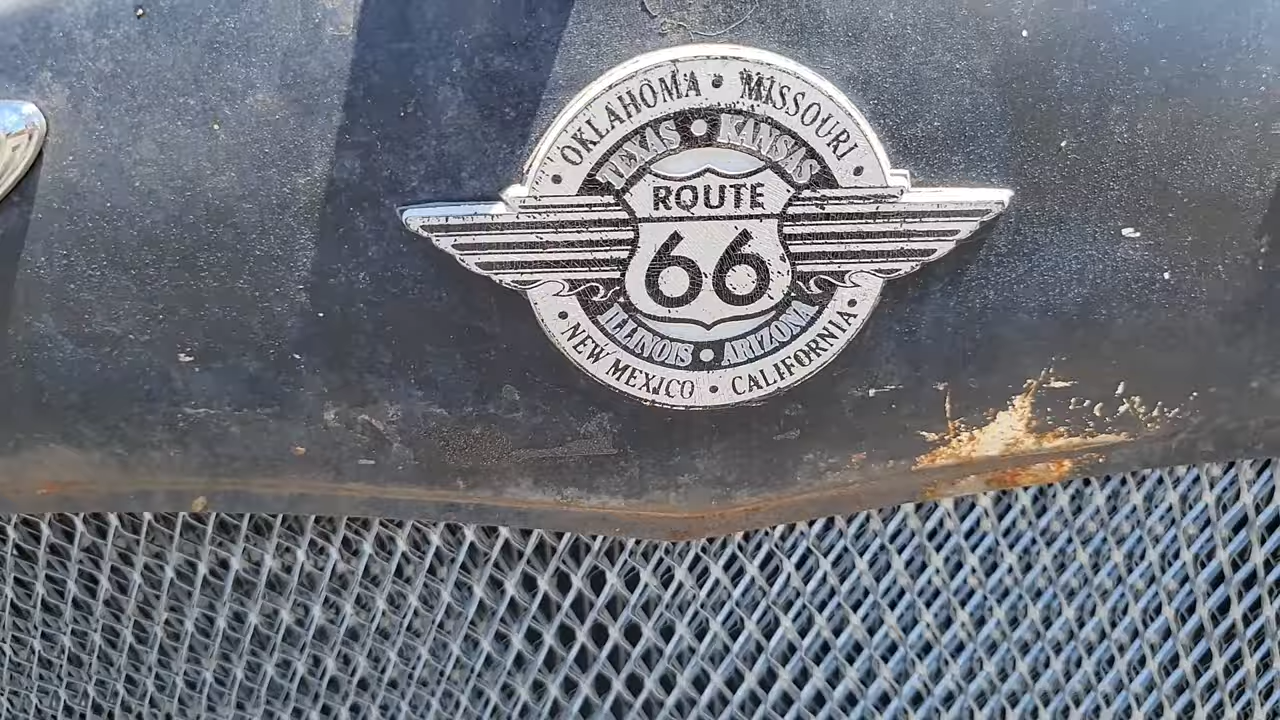 OKLAHOMA • MISSOURI
TEXAS • KANSAS
ROUTE
66
ILLINOIS • ARIZONA
NEW MEXICO • CALIFORNIA